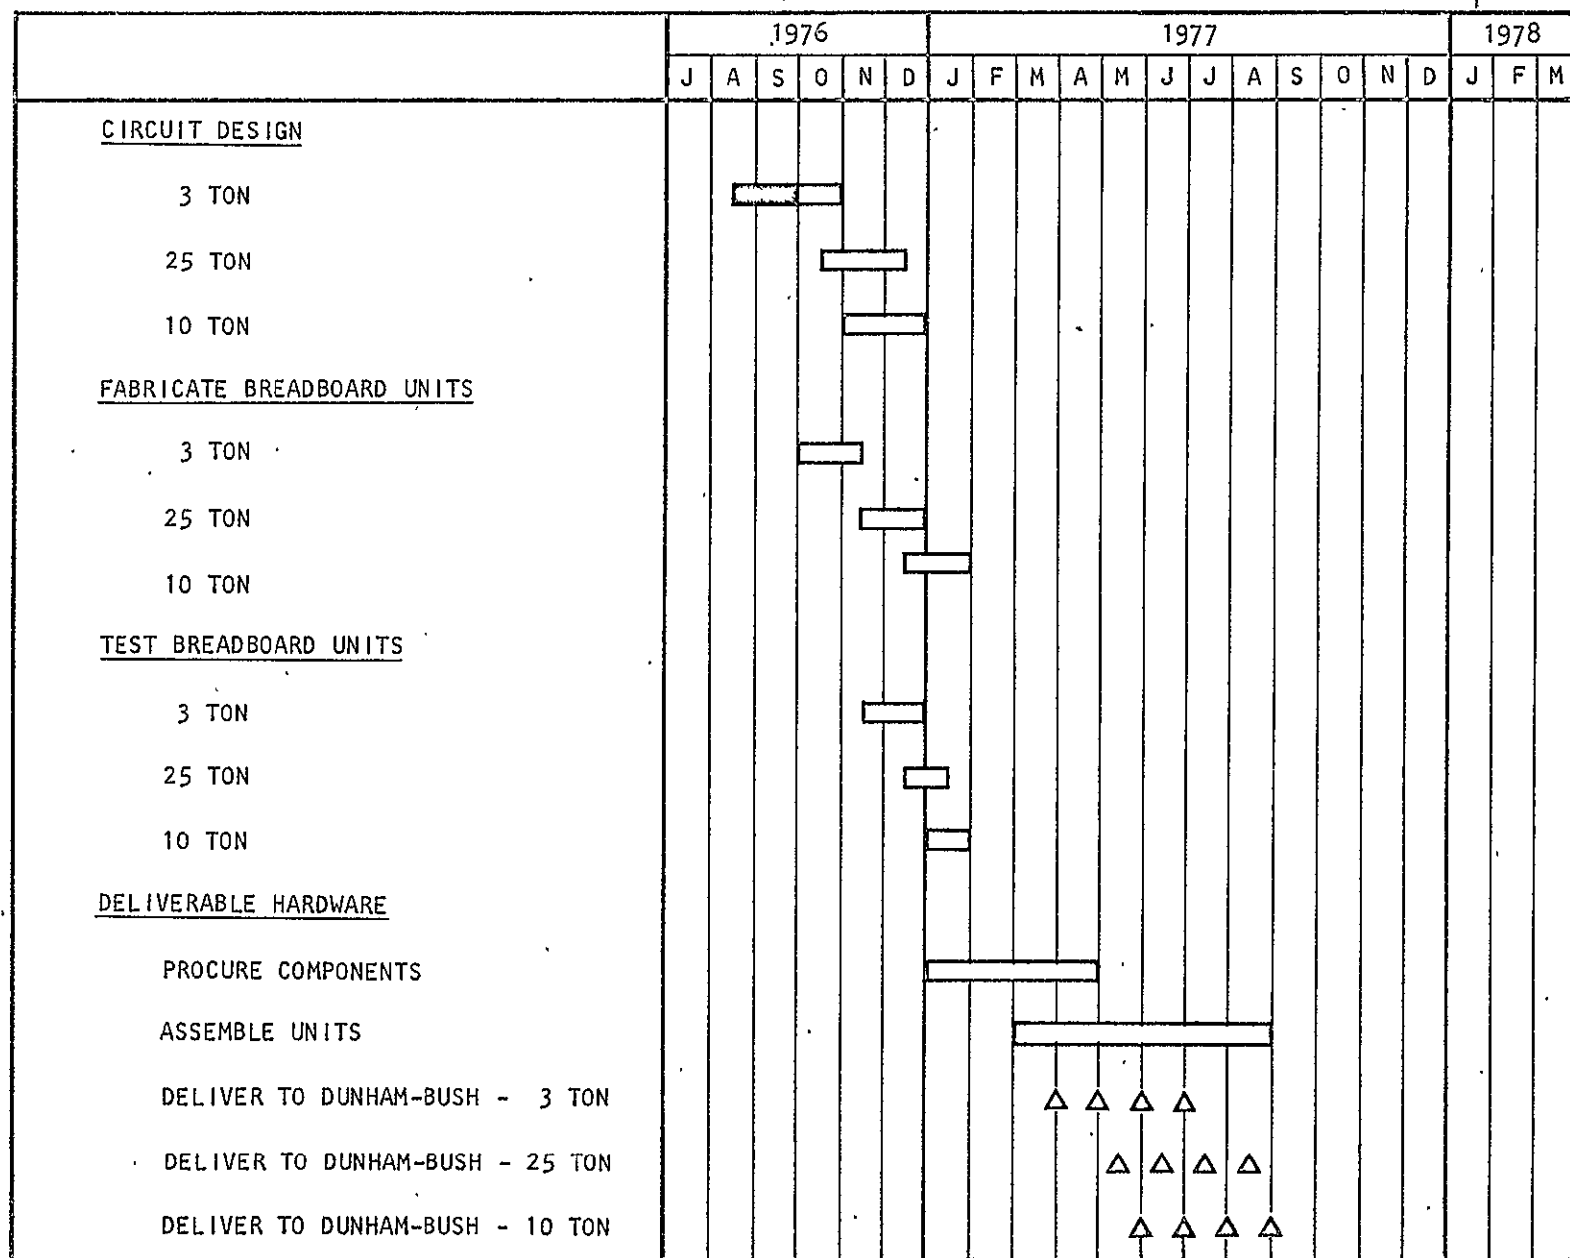 1976 1977 1978
J A S O N D J F M A M J J A S O N D J F M
CIRCUIT DESIGN
3 TON
25 TON
10 TON
FABRICATE BREADBOARD UNITS
3 TON
25 TON
10 TON
TEST BREADBOARD UNITS
3 TON
25 TON
10 TON
DELIVERABLE HARDWARE
PROCURE COMPONENTS
ASSEMBLE UNITS
DELIVER TO DUNHAM-BUSH - 3 TON
DELIVER TO DUNHAM-BUSH - 25 TON
DELIVER TO DUNHAM-BUSH - 10 TON